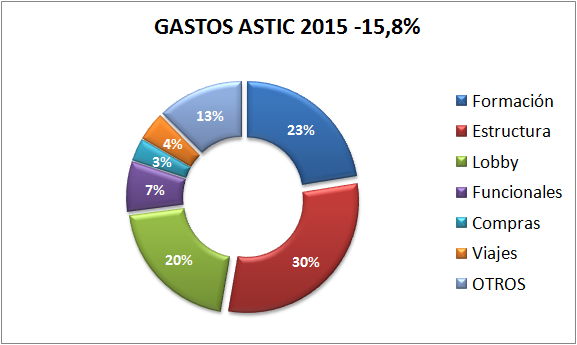 GASTOS ASTIC 2015 -15,8%
13%
23%
4%
3%
7%
20%
30%
Formación
Estructura
Lobby
Funcionales
Compras
Viajes
OTROS